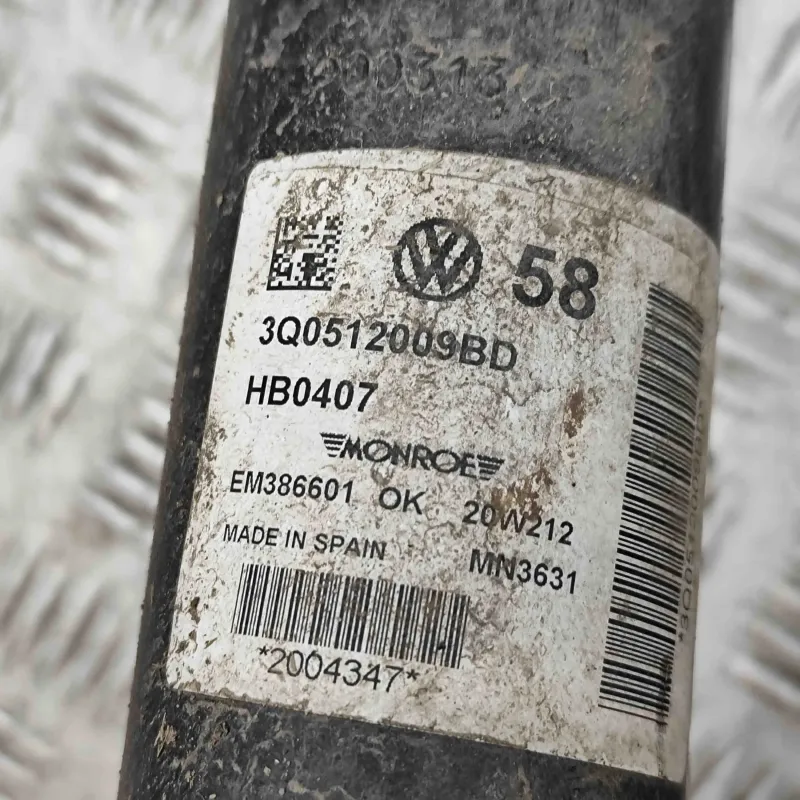 58
3Q0512009BD
HB0407
MONROE
EM386601 OK 20W212
MADE IN SPAIN MN3631
*2004347*